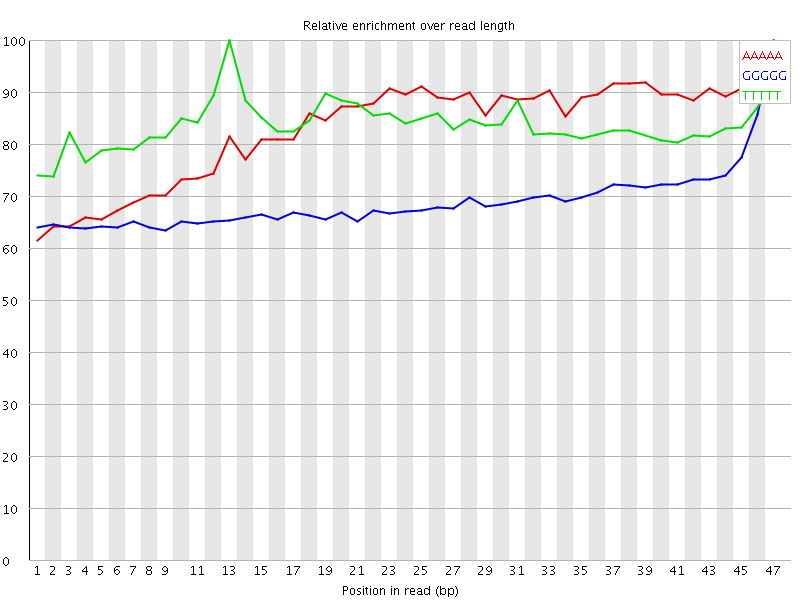 Relative enrichment over read length
100
90
80
70
60
50
40
30
20
10
0
AAAAA
GGGGG
TTTTT
1 2 3 4 5 6 7 8 9 11 13 15 17 19 21 23 25 27 29 31 33 35 37 39 41 43 45 47
Position in read (bp)